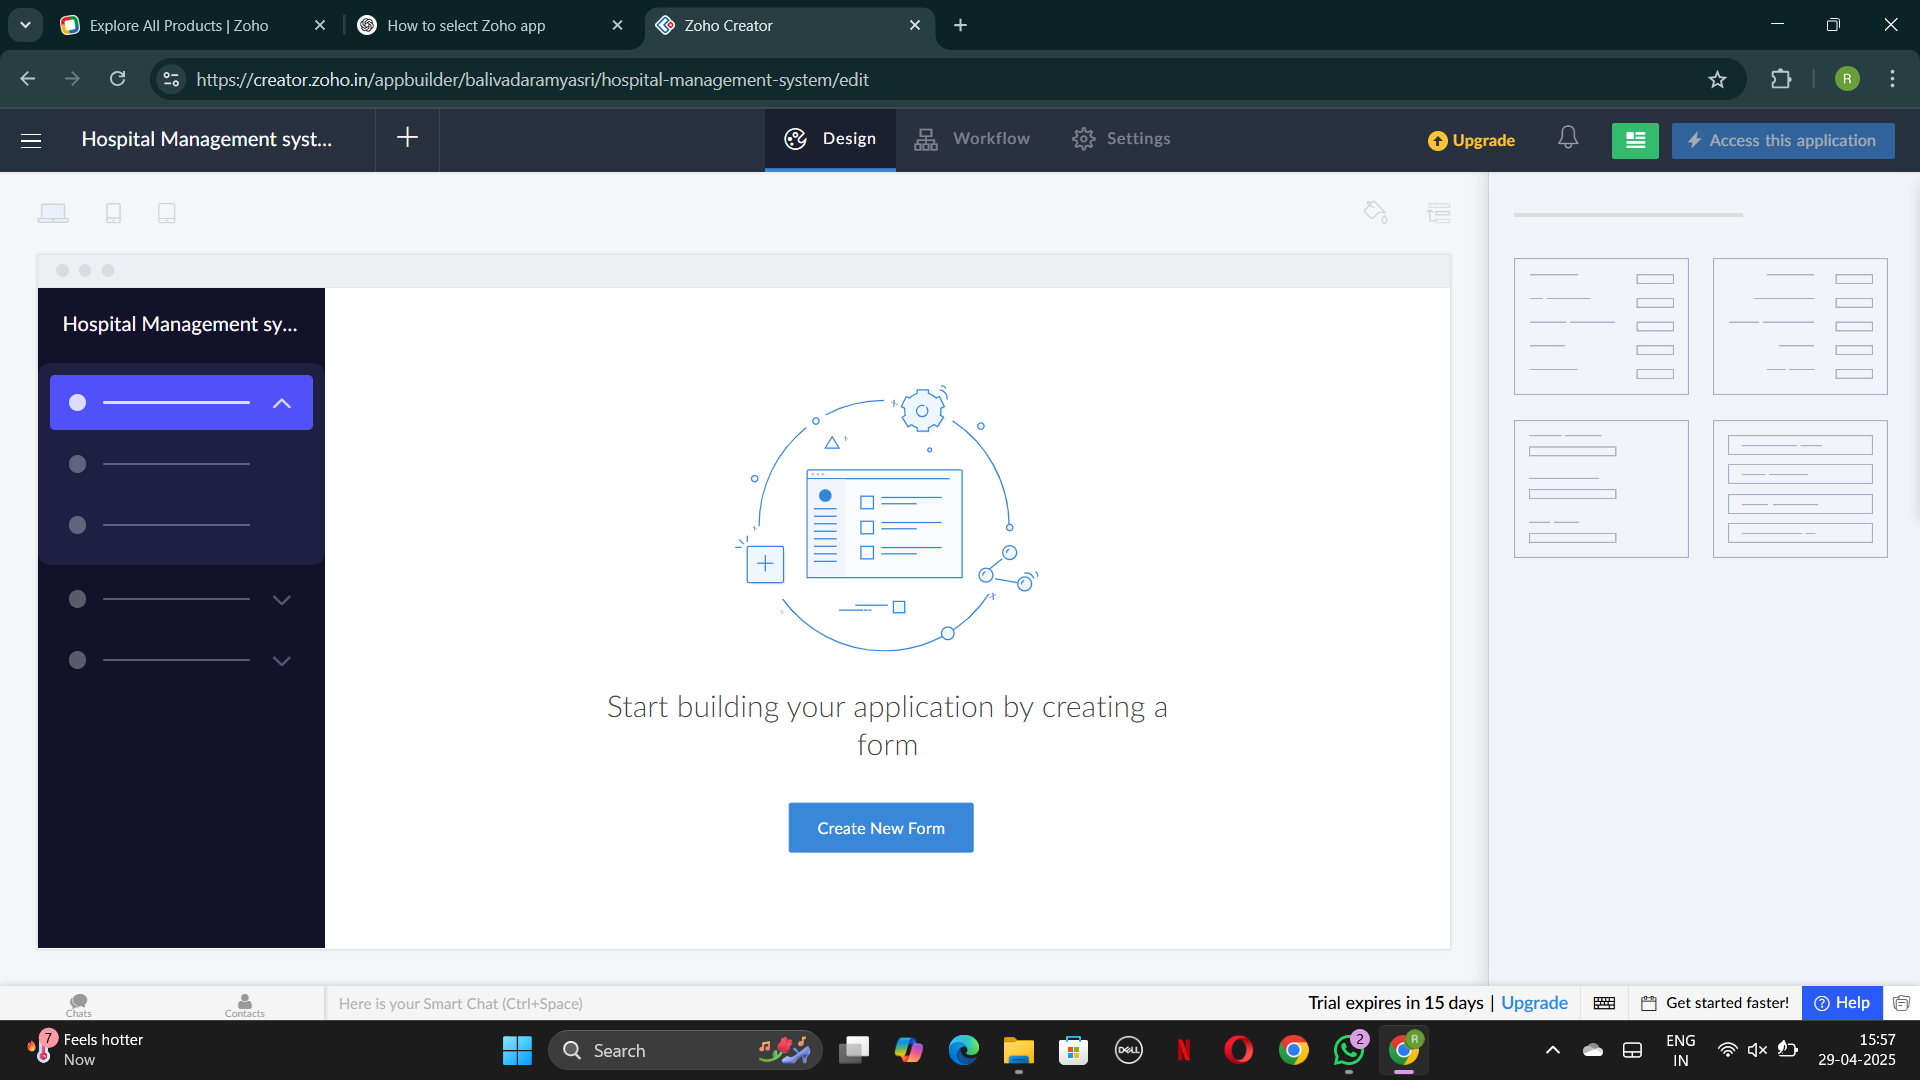 Explore All Products | Zoho
How to select Zoho app
Zoho Creator
https://creator.zoho.in/appbuilder/balivadaramyasri/hospital-management-system/edit
R
Hospital Management syst...
Design
Workflow
Settings
Upgrade
Access this application
Hospital Management sy...
Start building your application by creating a
form
Create New Form
Chats
Contacts
Here is your Smart Chat (Ctrl+Space)
Trial expires in 15 days | Upgrade
Get started faster!
Help
7
Feels hotter
Now
Search
DELL
N
2
R
ENG
IN
15:57
29-04-2025